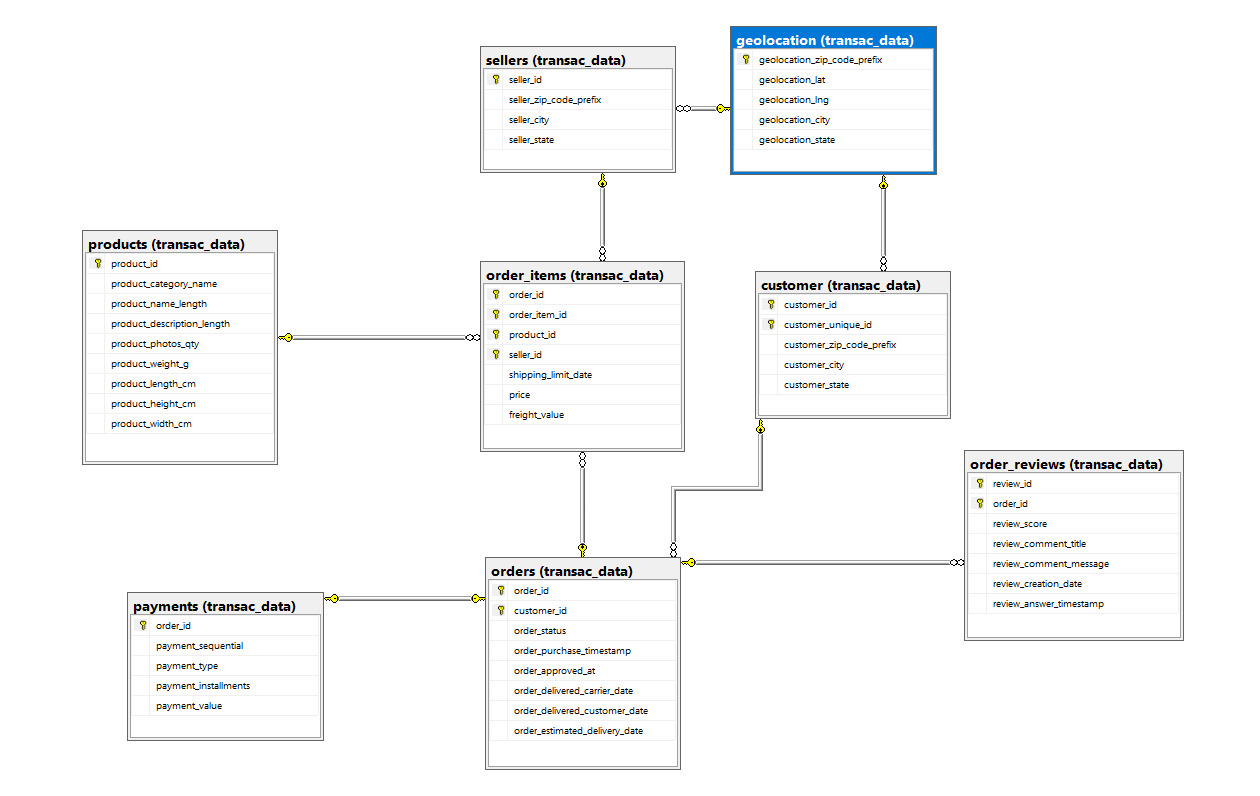 sellers (transac_data)
seller_id
seller_zip_code_prefix
seller_city
seller_state
geolocation (transac_data)
geolocation_zip_code_prefix
geolocation_lat
geolocation_lng
geolocation_city
geolocation_state
products (transac_data)
product_id
product_category_name
product_name_length
product_description_length
product_photos_qty
product_weight_g
product_length_cm
product_height_cm
product_width_cm
order_items (transac_data)
order_id
order_item_id
product_id
seller_id
shipping_limit_date
price
freight_value
customer (transac_data)
customer_id
customer_unique_id
customer_zip_code_prefix
customer_city
customer_state
order_reviews (transac_data)
review_id
order_id
review_score
review_comment_title
review_comment_message
review_creation_date
review_answer_timestamp
payments (transac_data)
order_id
payment_sequential
payment_type
payment_installments
payment_value
orders (transac_data)
order_id
customer_id
order_status
order_purchase_timestamp
order_approved_at
order_delivered_carrier_date
order_delivered_customer_date
order_estimated_delivery_date